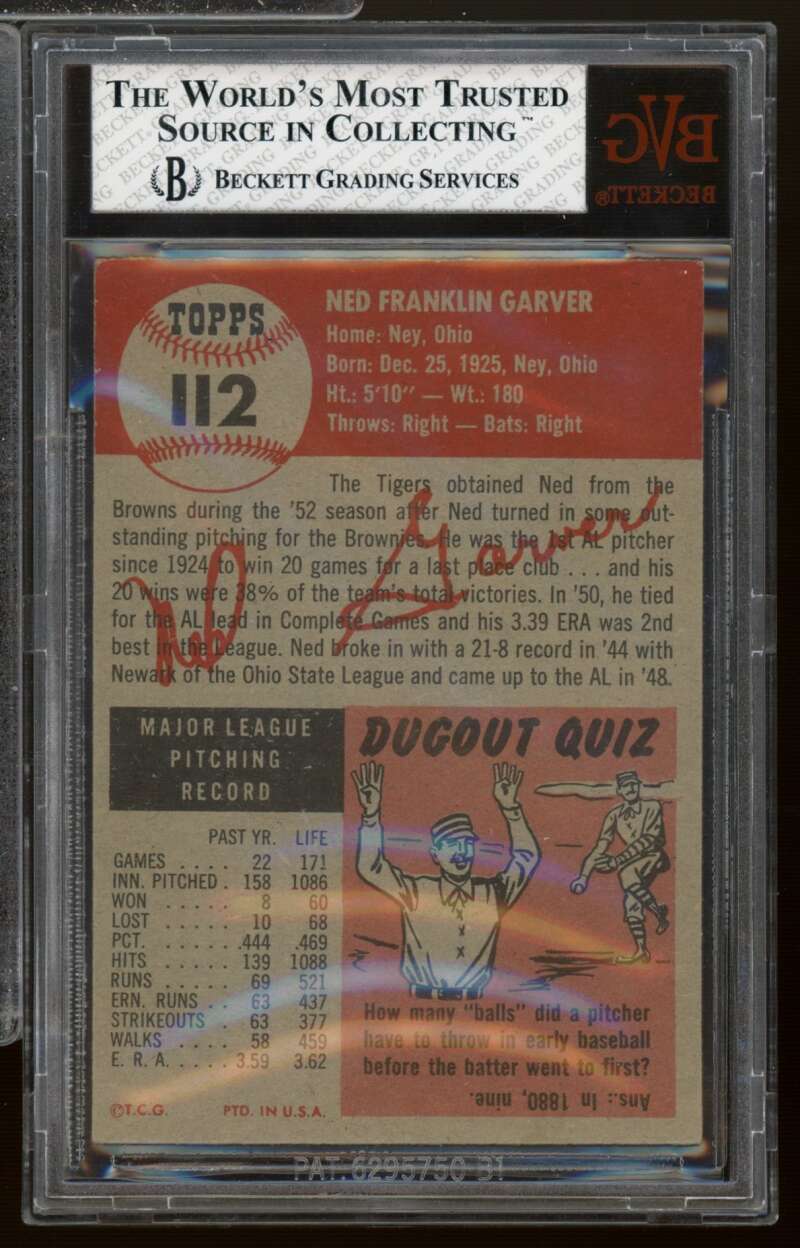 THE WORLD'S MOST TRUSTED
SOURCE IN COLLECTING™
B BECKETT GRADING SERVICES
BVG
BECKETT®
TOPPS
112
NED FRANKLIN GARVER
Home: Ney, Ohio
Born: Dec. 25, 1925, Ney, Ohio
Ht.: 5'10" — Wt.: 180
Throws: Right — Bats: Right
The Tigers obtained Ned from the
Browns during the '52 season after Ned turned in some out-
standing pitching for the Brownies. He was the 1st AL pitcher
since 1924 to win 20 games for a last place club . . . and his
20 wins were 38% of the team's total victories. In '50, he tied
for the AL lead in Complete Games and his 3.39 ERA was 2nd
best in the League. Ned broke in with a 21-8 record in '44 with
Newark of the Ohio State League and came up to the AL in '48.
Ned Garver
MAJOR LEAGUE
PITCHING
RECORD
PAST YR. LIFE
GAMES . . . . 22 171
INN. PITCHED . 158 1086
WON . . . . . 8 60
LOST . . . . . 10 68
PCT. . . . . . .444 .469
HITS . . . . . 139 1088
RUNS . . . . . 69 521
ERN. RUNS . . 63 437
STRIKEOUTS . 63 377
WALKS . . . . 58 459
E. R. A. . . . . 3.59 3.62
©T.C.G. PTD. IN U.S.A.
DUGOUT QUIZ
How many "balls" did a pitcher
have to throw in early baseball
before the batter went to first?
Ans.: In 1880, nine.
PAT.6295750 B1